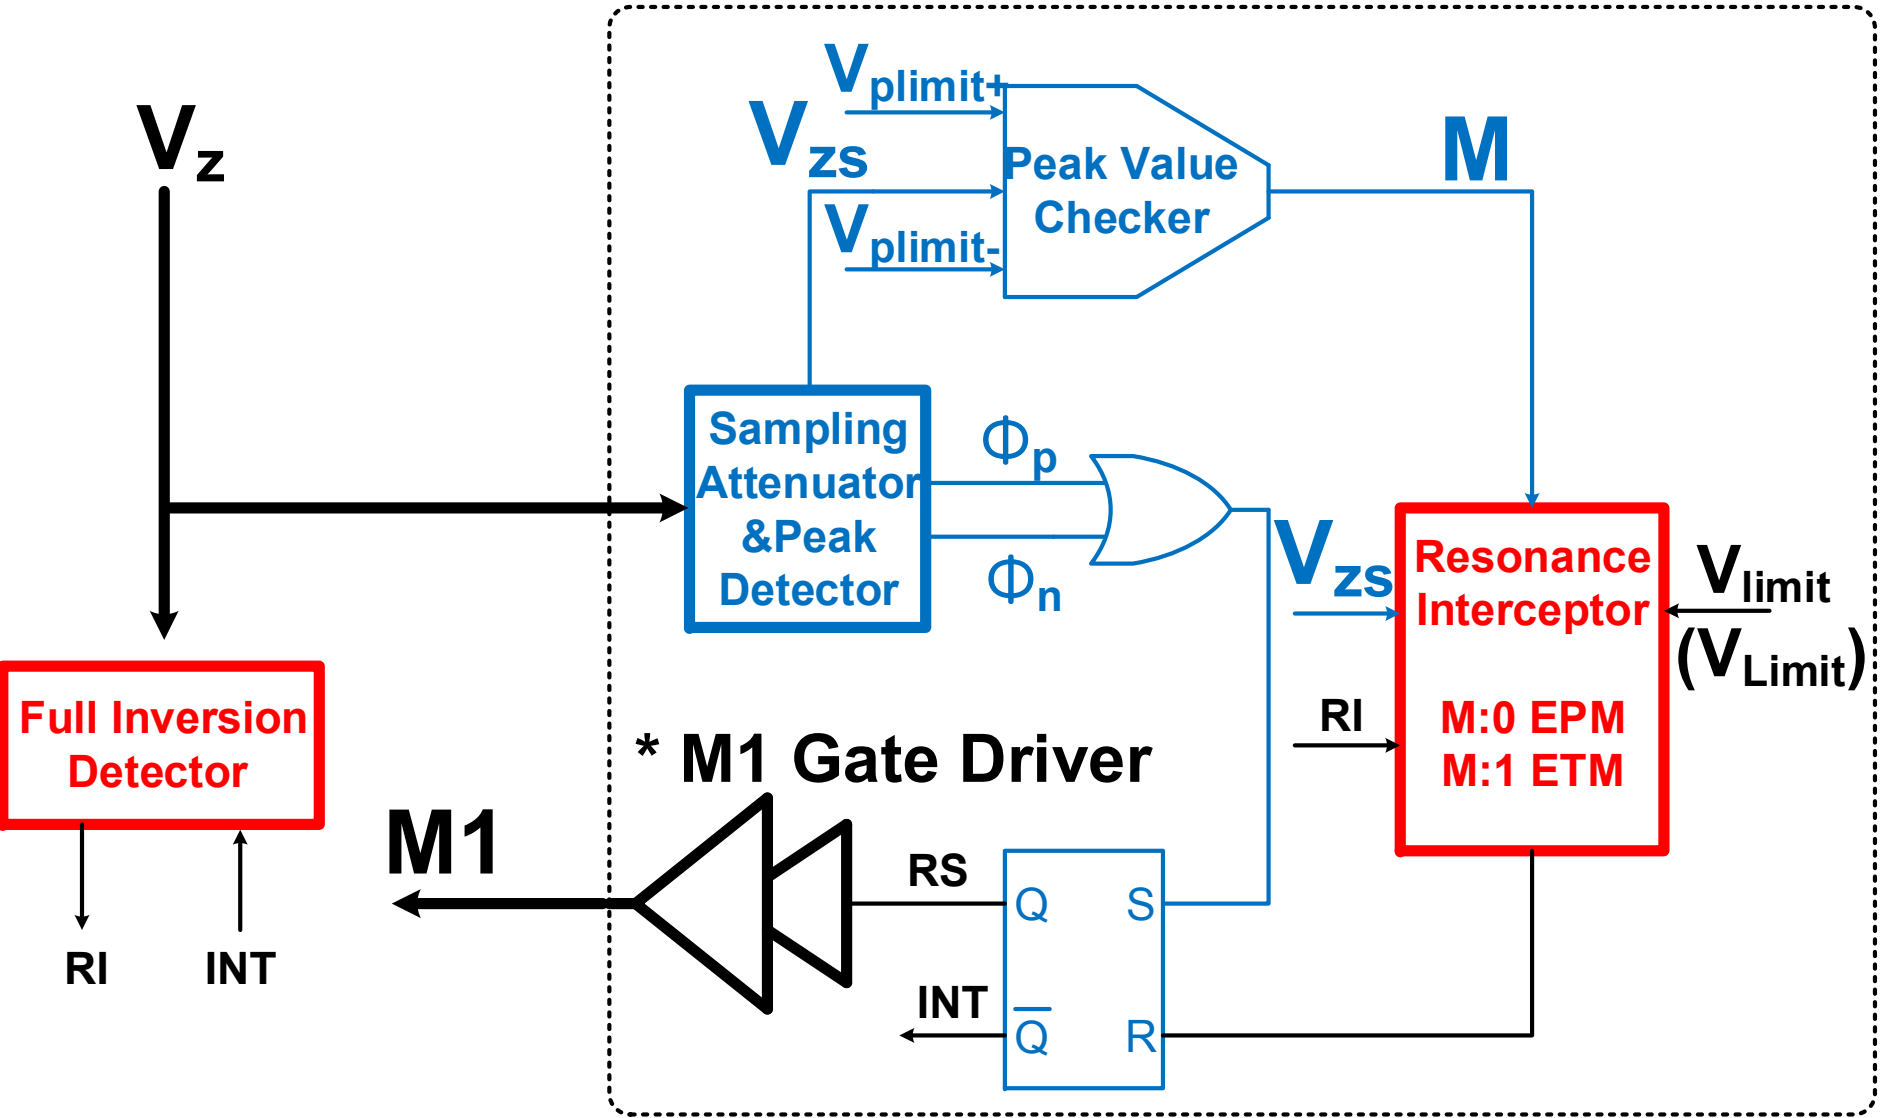 Vplimit+
Vz
Vzs
Peak Value
Checker
M
Vplimit-
Sampling
Attenuator
&Peak
Detector
Φp
Φn
Vzs
Resonance
Interceptor
M:0 EPM
M:1 ETM
Vlimit
(VLimit)
RI
Full Inversion
Detector
RI
INT
* M1 Gate Driver
M1
RS
INT
Q
S
Q̅
R